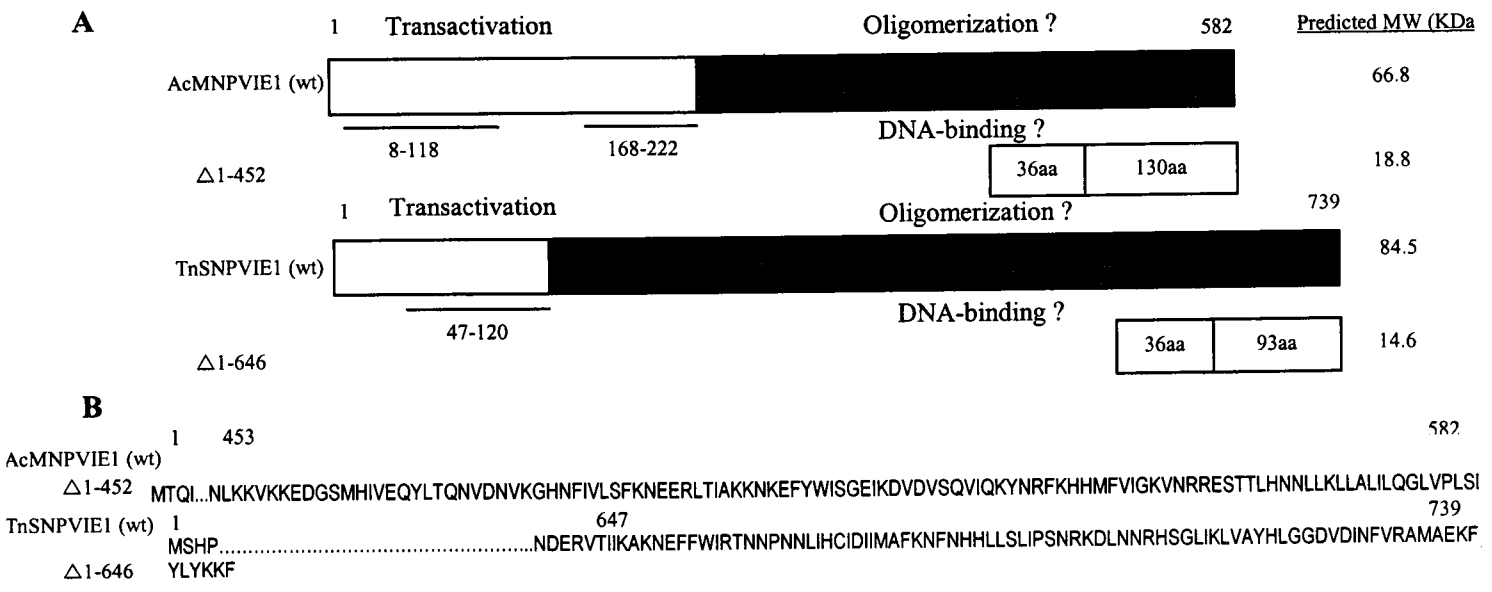 A
1 Transactivation Oligomerization ? 582 Predicted MW (KDa
AcMNPVIE1 (wt) 66.8
8-118 168-222 DNA-binding ?
△1-452 36aa 130aa 18.8
1 Transactivation Oligomerization ? 739
TnSNPVIE1 (wt) 84.5
47-120 DNA-binding ?
△1-646 36aa 93aa 14.6
B
1 453 582
AcMNPVIE1 (wt)
△1-452 MTQI...NLKKVKKEDGSMHIVEQYLTQNVDNVKGHNFIVLSFKNEERLTIAKKNKEFYWISGEIKDVDVSQVIQKYNRFKHHMFVIGKVNRRESTTLHNNLLKLLALILQGLVPLSI
TnSNPVIE1 (wt) 1 647 739
MSHP..................................................NDERVTIIKAKNEFFWIRTNNPNNLIHCIDIIMAFKNFNHHLLSLIPSNRKDLNNRHSGLIKLVAYHLGGDVDINFVRAMAEKF
△1-646 YLYKKF